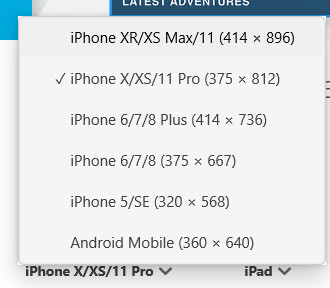 LATEST ADVENTURES
iPhone XR/XS Max/11 (414 × 896)
✓ iPhone X/XS/11 Pro (375 × 812)
iPhone 6/7/8 Plus (414 × 736)
iPhone 6/7/8 (375 × 667)
iPhone 5/SE (320 × 568)
Android Mobile (360 × 640)
iPhone X/XS/11 Pro iPad